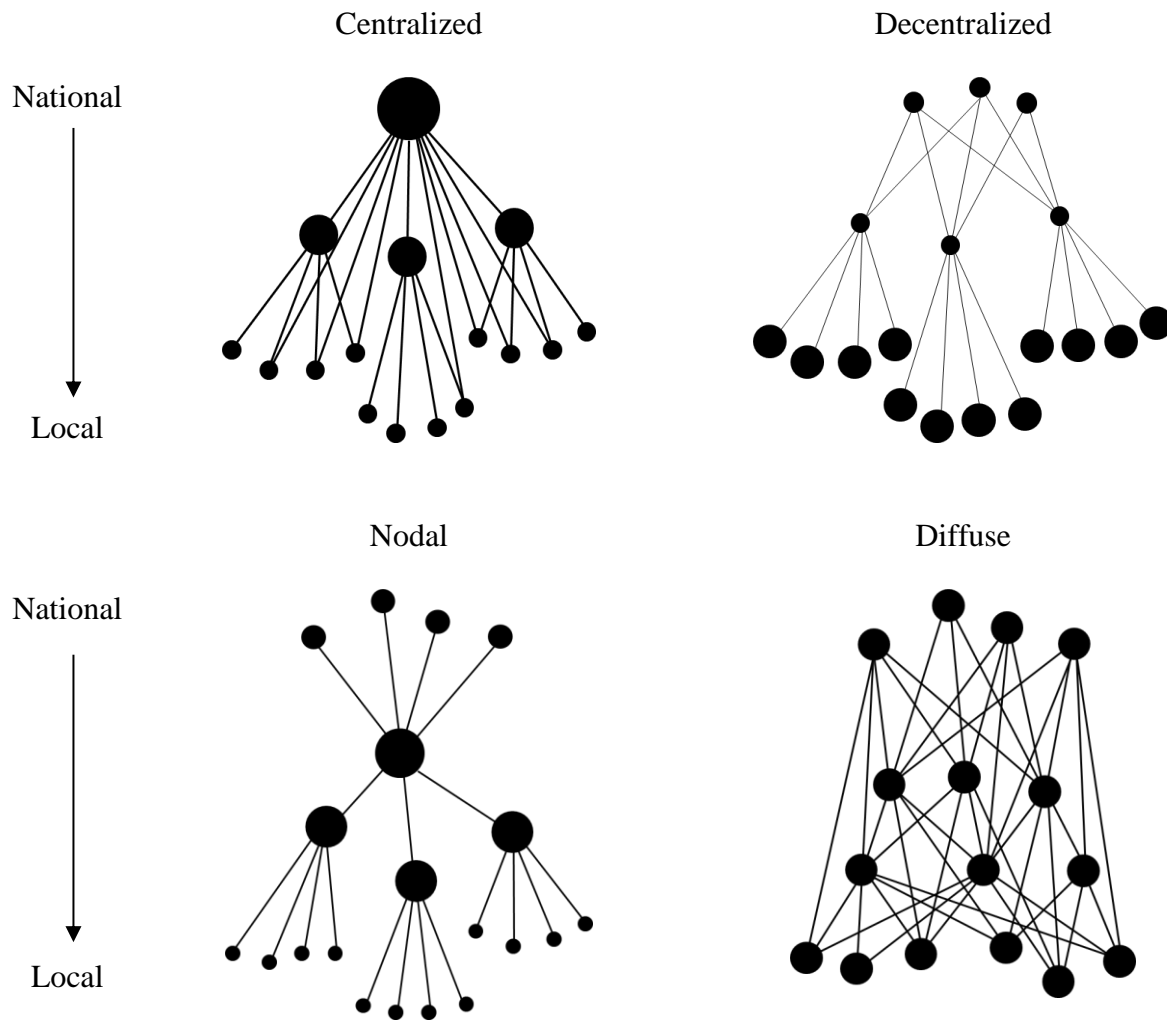 Centralized
Decentralized
National
Local
Nodal
Diffuse
National
Local